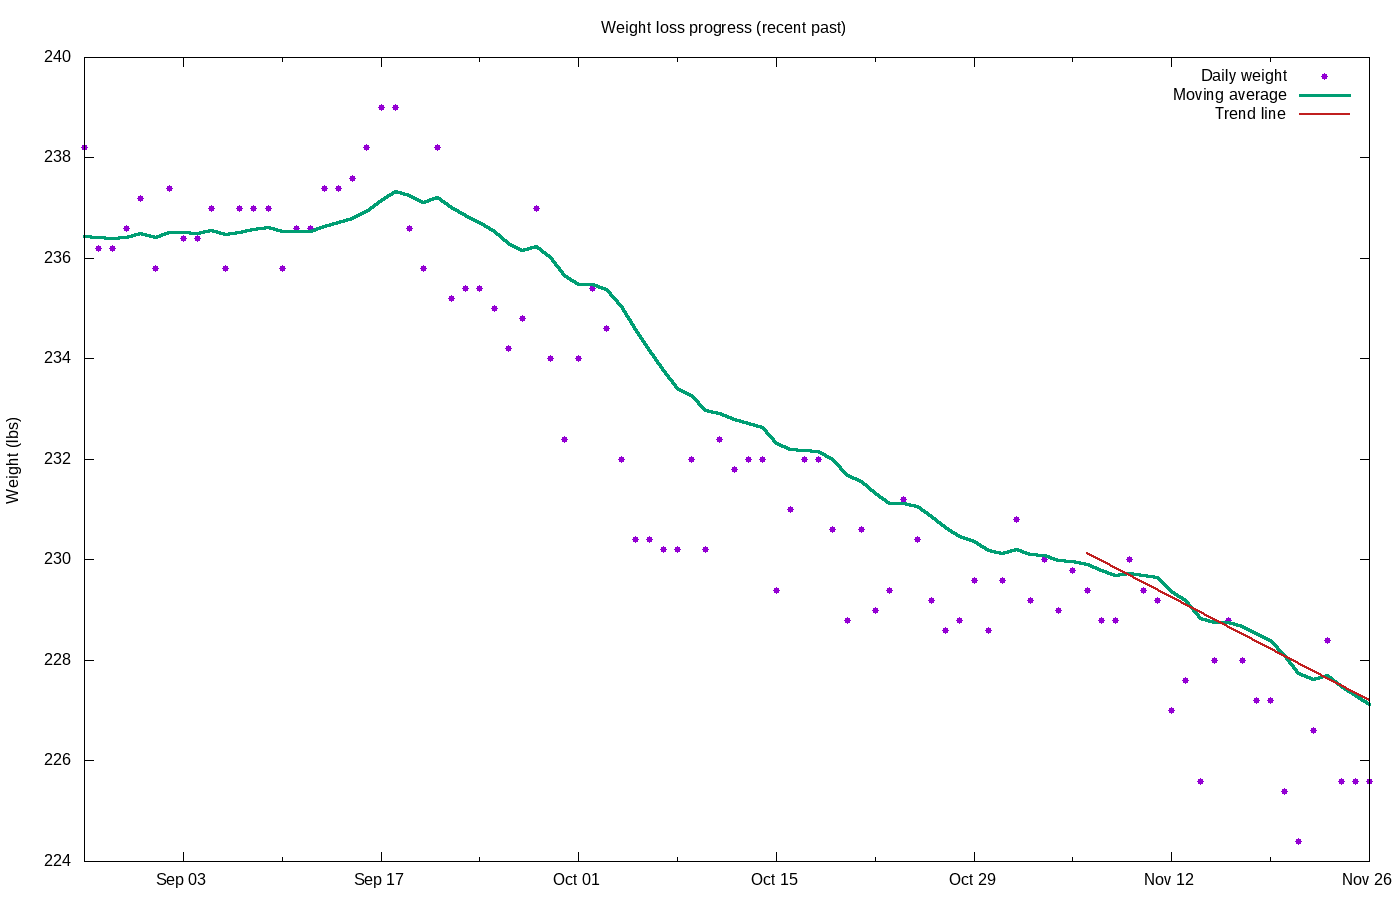 Weight loss progress (recent past)
Daily weight
Moving average
Trend line
Weight (lbs)
240
238
236
234
232
230
228
226
224
Sep 03 Sep 17 Oct 01 Oct 15 Oct 29 Nov 12 Nov 26